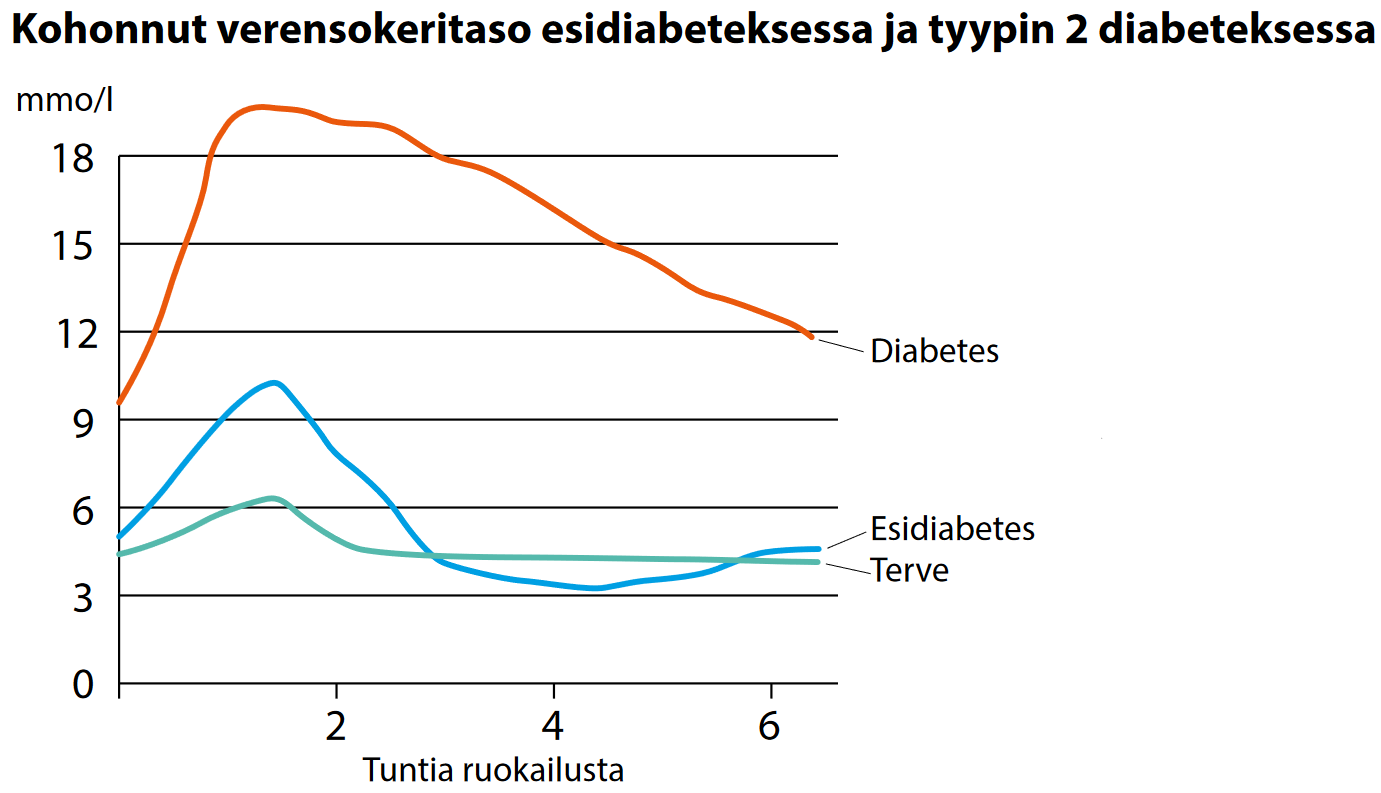 Kohonnut verensokeritaso esidiabeteksessa ja tyypin 2 diabeteksessa
mmo/l
18
15
12
9
6
3
0
Diabetes
Esidiabetes
Terve
2 4 6
Tuntia ruokailusta